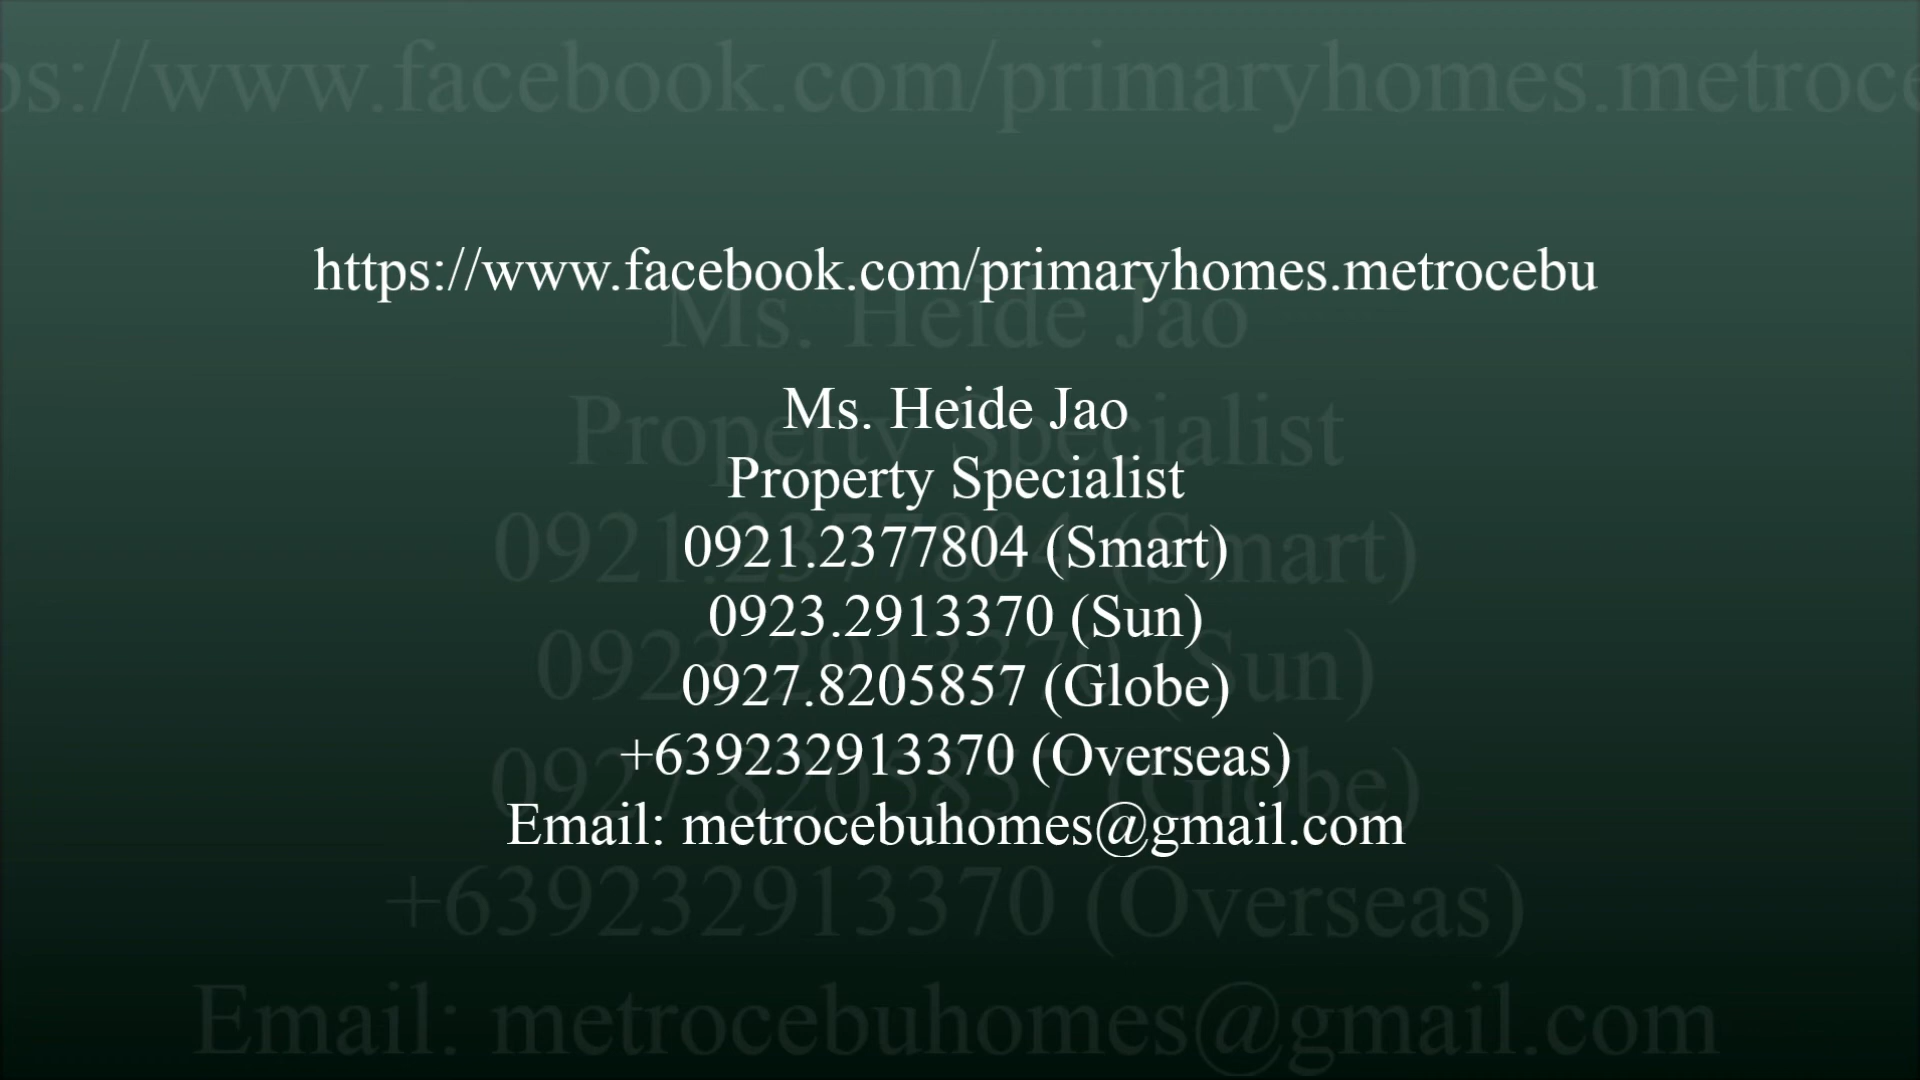 https://www.facebook.com/primaryhomes.metrocebu
Ms. Heide Jao
Property Specialist
0921.2377804 (Smart)
0923.2913370 (Sun)
0927.8205857 (Globe)
+639232913370 (Overseas)
Email: metrocebuhomes@gmail.com